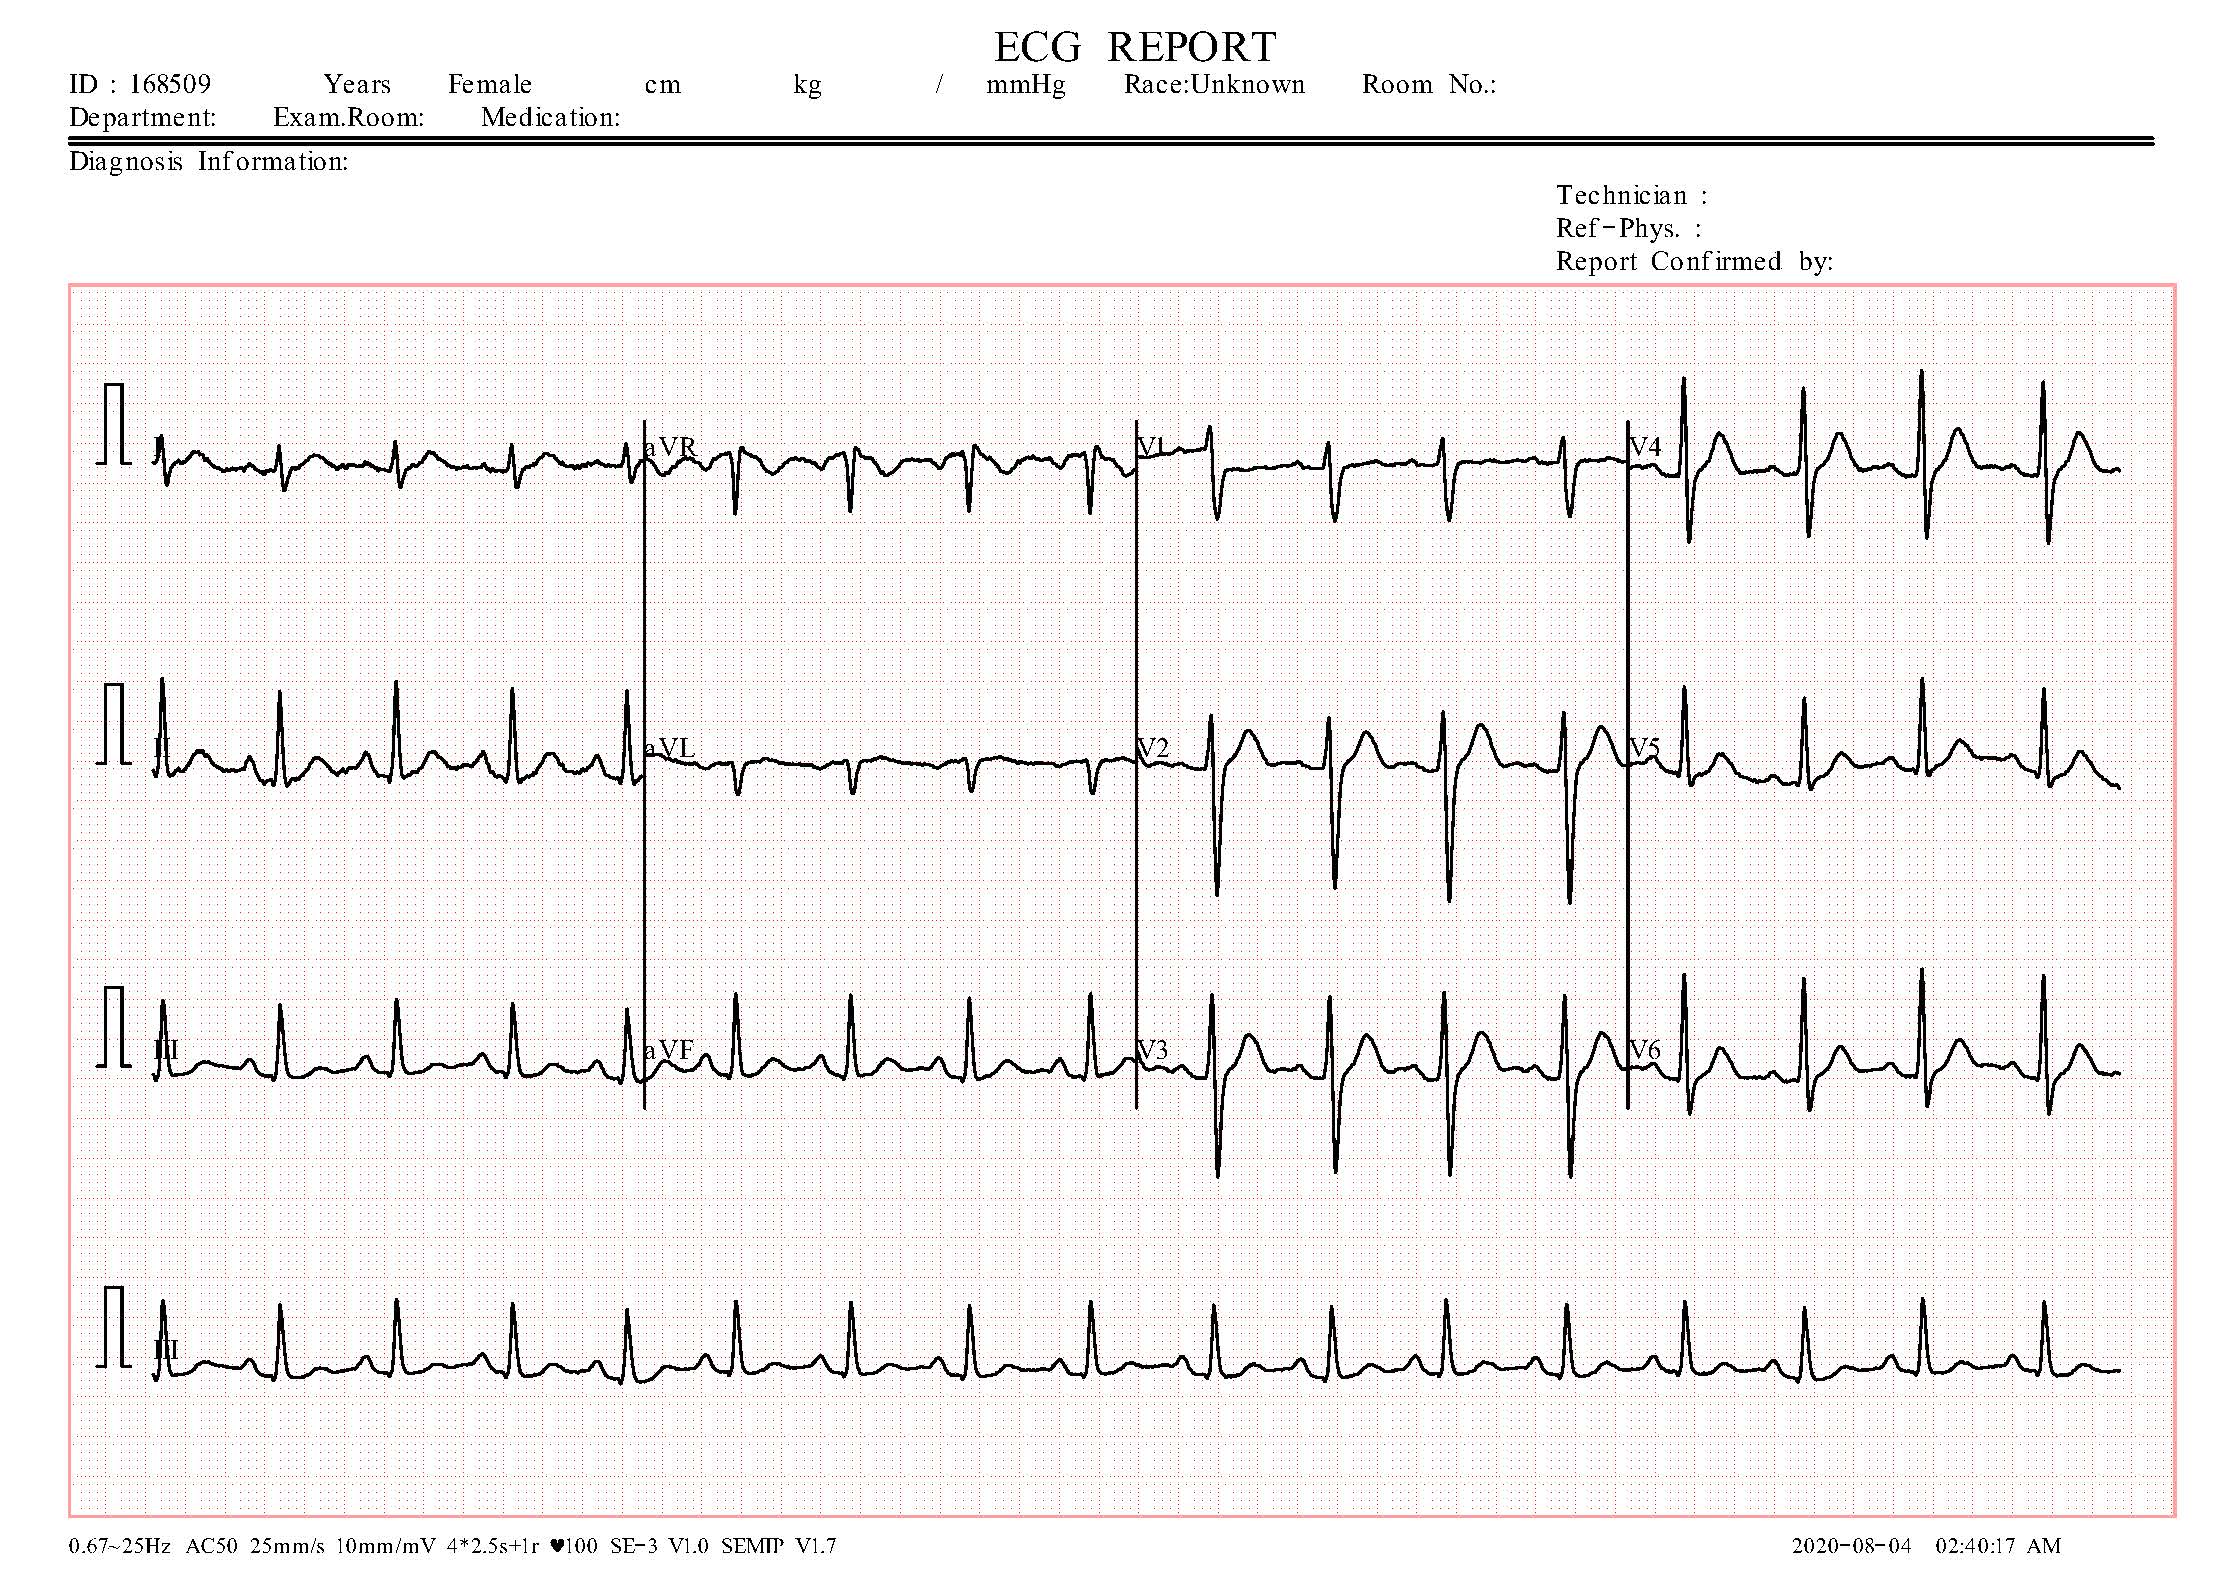 ECG REPORT
ID : 168509 Years Female cm kg / mmHg Race:Unknown Room No.:
Department: Exam.Room: Medication:
Diagnosis Information:
Technician :
Ref-Phys. :
Report Confirmed by:
I aVR V1 V4
II aVL V2 V5
III aVF V3 V6
III
0.67~25Hz AC50 25mm/s 10mm/mV 4*2.5s+1r ♥100 SE-3 V1.0 SEMIP V1.7 2020-08-04 02:40:17 AM